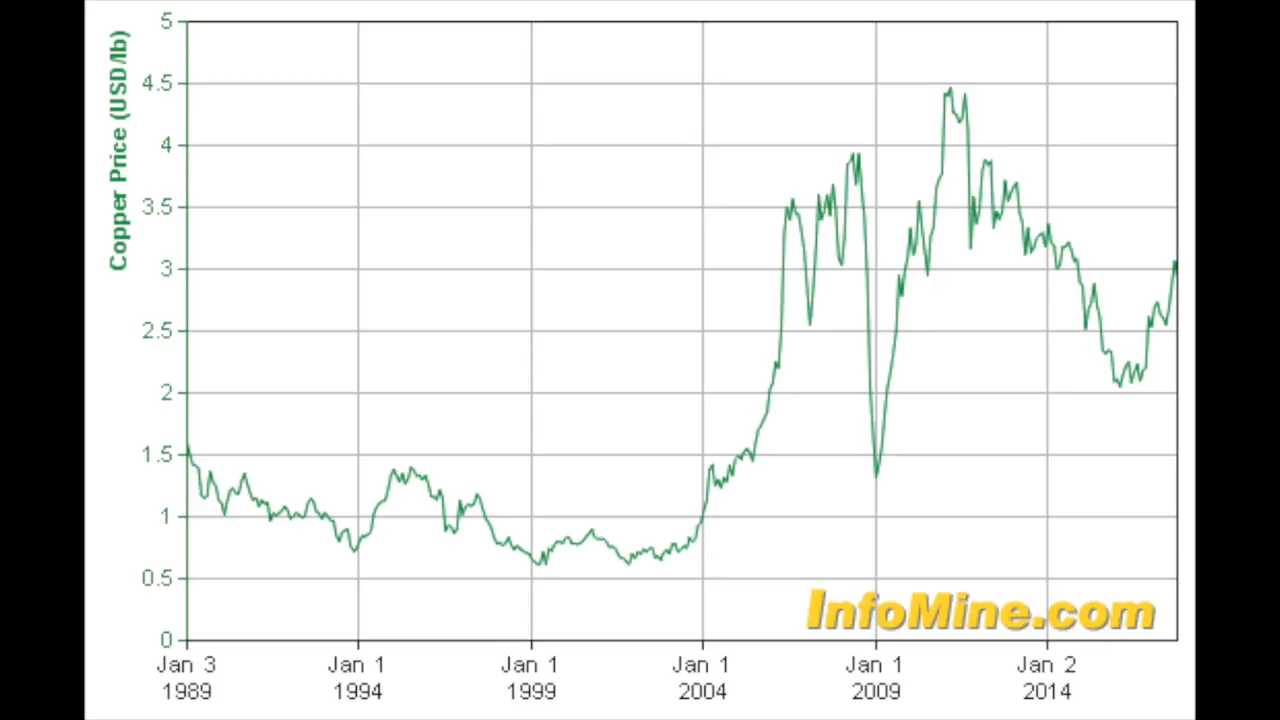 Copper Price (USD/lb)
5
4.5
4
3.5
3
2.5
2
1.5
1
0.5
0
Jan 3 1989
Jan 1 1994
Jan 1 1999
Jan 1 2004
Jan 1 2009
Jan 2 2014
InfoMine.com